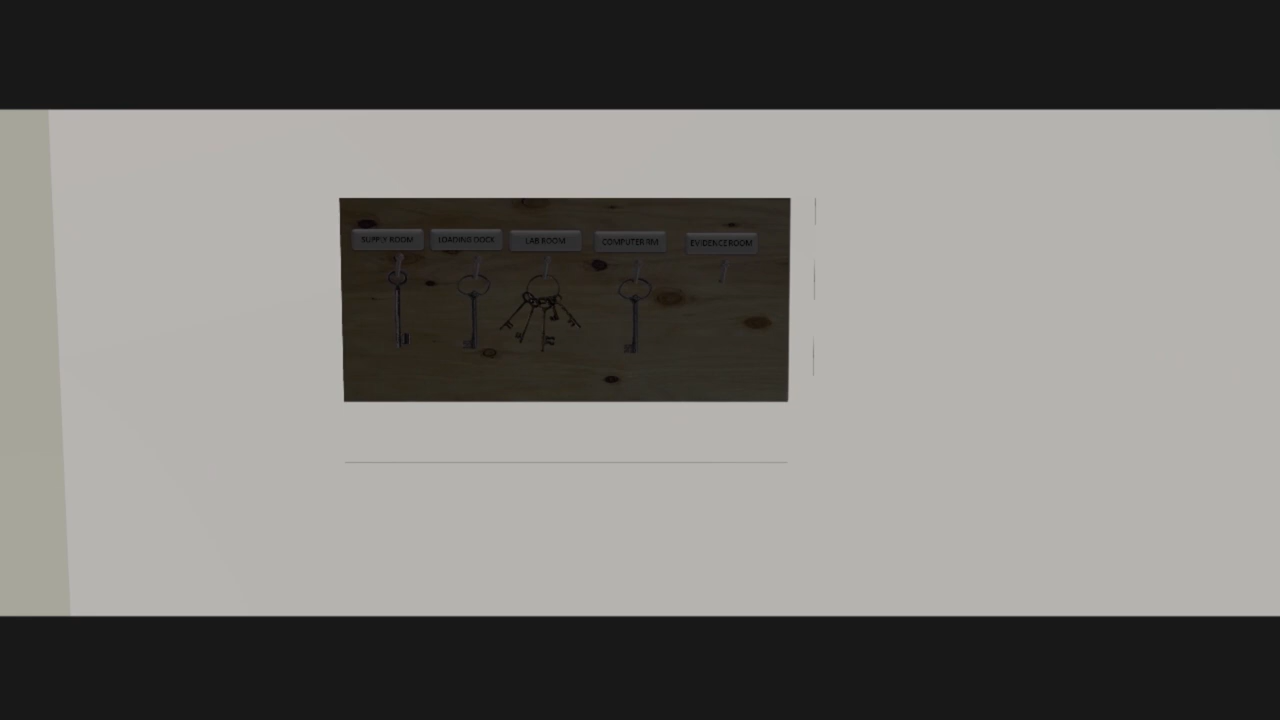 SUPPLY ROOM
LOADING DOCK
LAB ROOM
COMPUTER RM
EVIDENCE ROOM